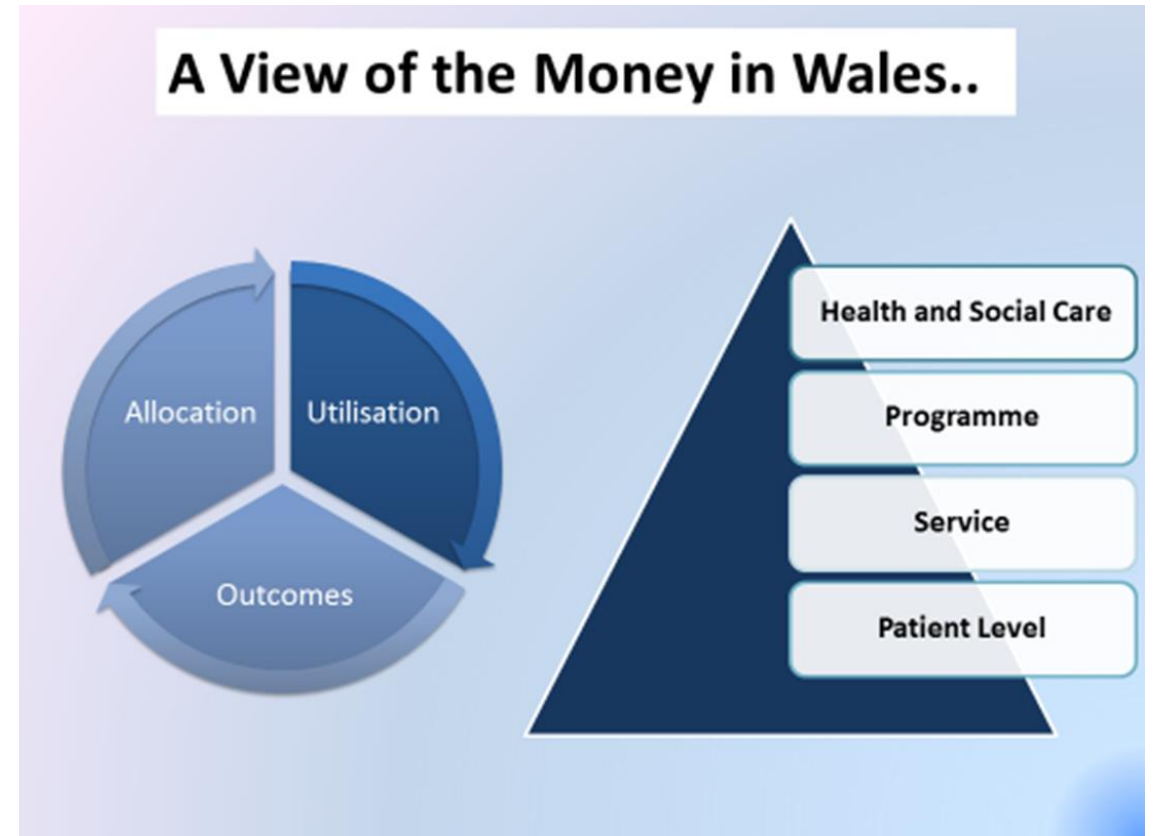 A View of the Money in Wales..
Allocation
Utilisation
Outcomes
Health and Social Care
Programme
Service
Patient Level